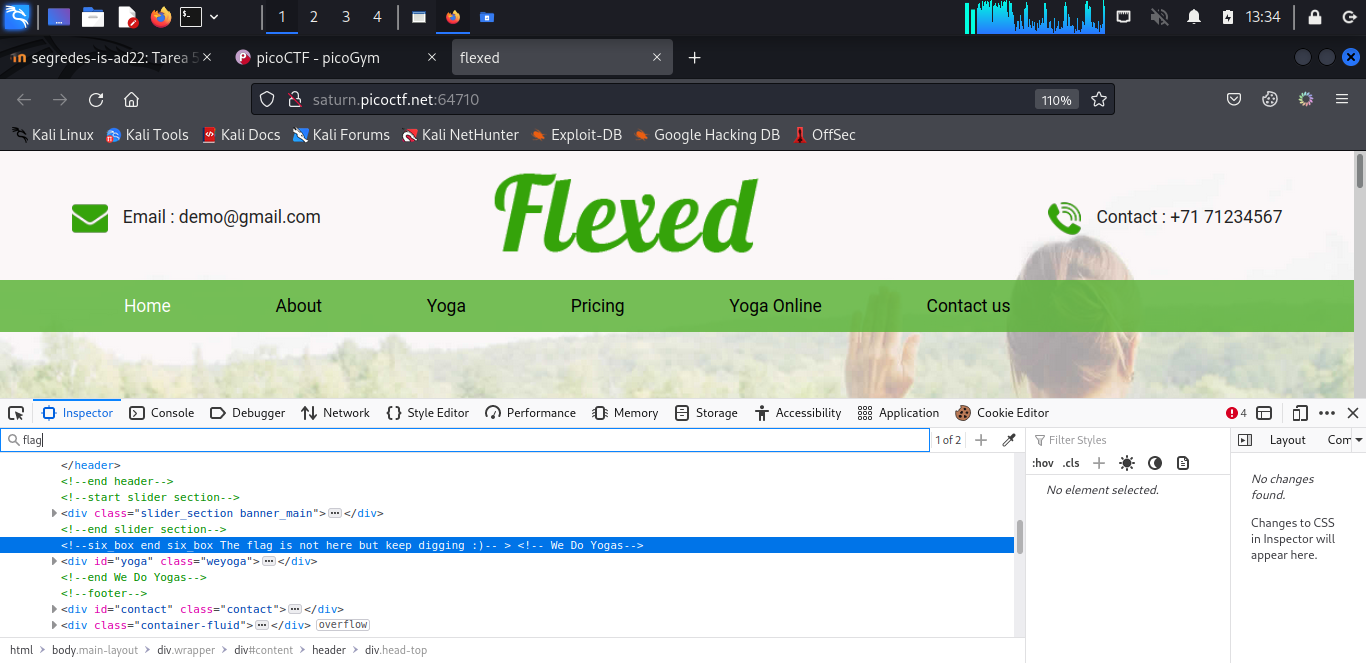 1 2 3 4 13:34
segredes-is-ad22: Tarea 5 picoCTF - picoGym flexed
saturn.picoctf.net:64710 110%
Kali Linux Kali Tools Kali Docs Kali Forums Kali NetHunter Exploit-DB Google Hacking DB OffSec
Email : demo@gmail.com Flexed Contact : +71 71234567
Home About Yoga Pricing Yoga Online Contact us
Inspector Console Debugger Network Style Editor Performance Memory Storage Accessibility Application Cookie Editor 4
flag 1 of 2 Filter Styles Layout Com
:hov .cls
</header>
<!--end header-->
<!--start slider section-->
<div class="slider_section banner_main"></div>
<!--end slider section-->
<!--six_box end six_box The flag is not here but keep digging :)-- > <!-- We Do Yogas-->
<div id="yoga" class="weyoga"></div>
<!--end We Do Yogas-->
<!--footer-->
<div id="contact" class="contact"></div>
<div class="container-fluid"></div> overflow
html body.main-layout div.wrapper div#content header div.head-top
No element selected.
No changes
found.
Changes to CSS
in Inspector will
appear here.